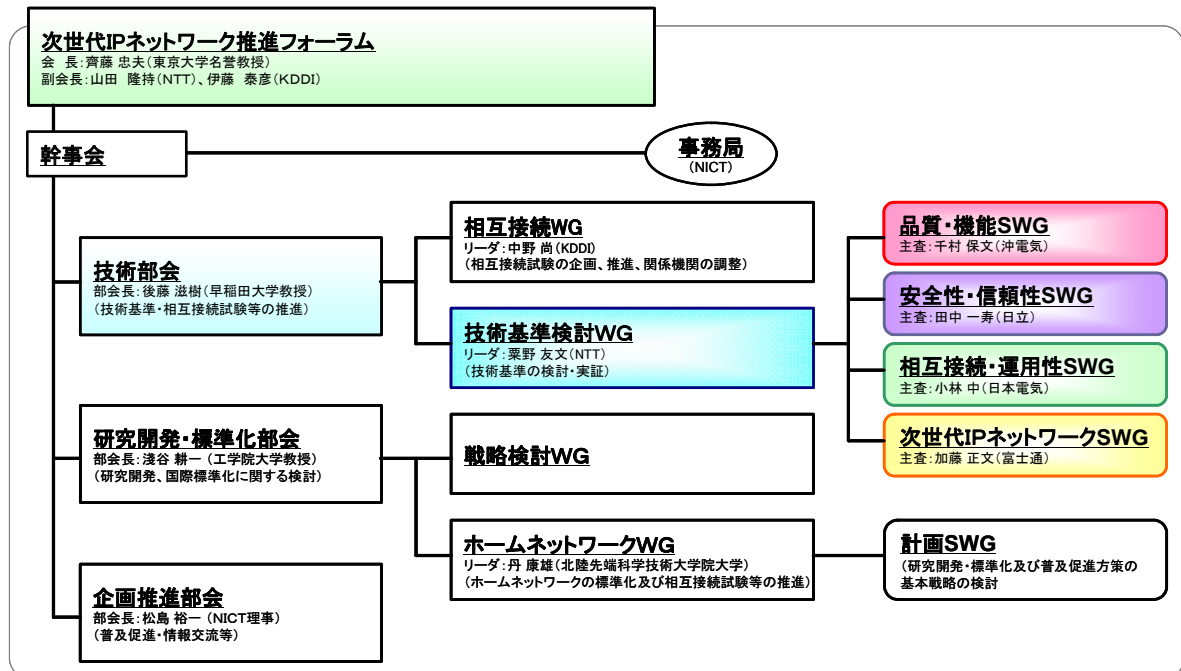 次世代IPネットワーク推進フォーラム
会 長:齊藤 忠夫(東京大学名誉教授)
副会長:山田 隆持(NTT)、伊藤 泰彦(KDDI)
幹事会
事務局
(NICT)
技術部会
部会長:後藤 滋樹(早稲田大学教授)
(技術基準・相互接続試験等の推進)
相互接続WG
リーダ:中野 尚(KDDI)
(相互接続試験の企画、推進、関係機関の調整)
技術基準検討WG
リーダ:粟野 友文(NTT)
(技術基準の検討・実証)
品質・機能SWG
主査:千村 保文(沖電気)
安全性・信頼性SWG
主査:田中 一寿(日立)
相互接続・運用性SWG
主査:小林 中(日本電気)
次世代IPネットワークSWG
主査:加藤 正文(富士通)
研究開発・標準化部会
部会長:淺谷 耕一 (工学院大学教授)
(研究開発、国際標準化に関する検討)
戦略検討WG
ホームネットワークWG
リーダ:丹 康雄(北陸先端科学技術大学院大学)
(ホームネットワークの標準化及び相互接続試験等の推進)
計画SWG
(研究開発・標準化及び普及促進方策の
基本戦略の検討
企画推進部会
部会長:松島 裕一 (NICT理事)
(普及促進・情報交流等)